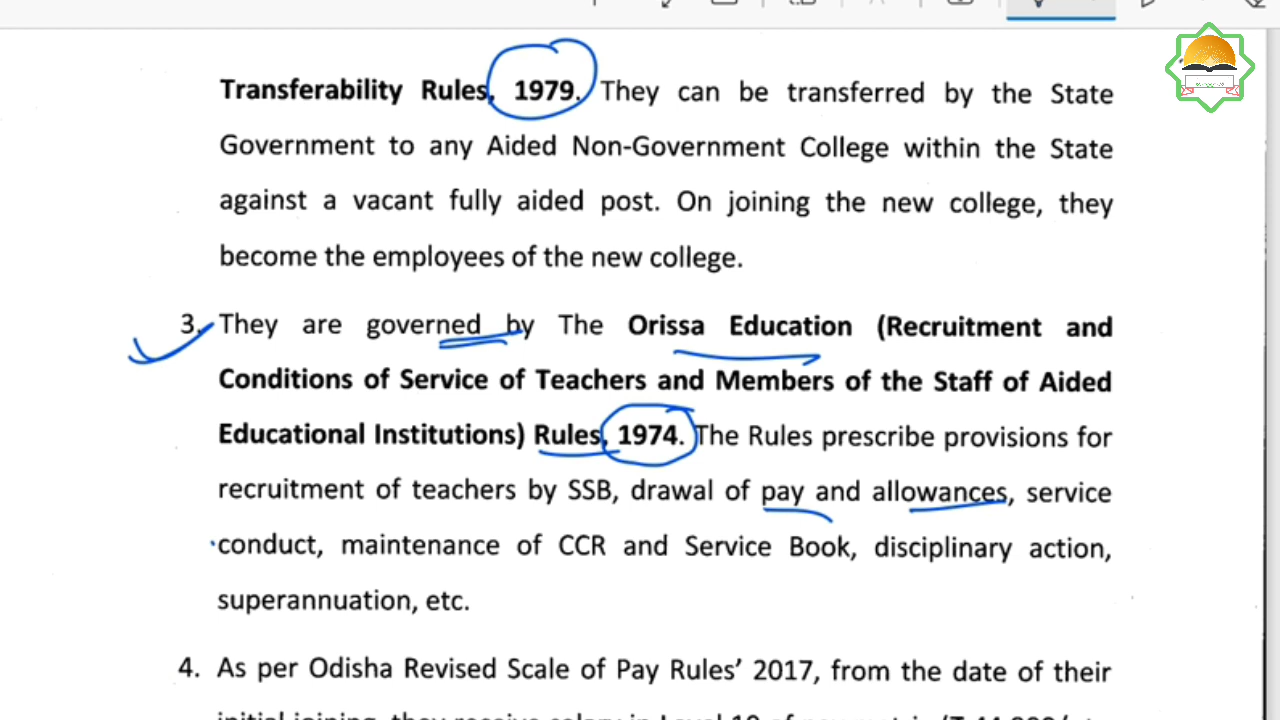 Transferability Rules, 1979. They can be transferred by the State
Government to any Aided Non-Government College within the State
against a vacant fully aided post. On joining the new college, they
become the employees of the new college.
3. They are governed by The Orissa Education (Recruitment and
Conditions of Service of Teachers and Members of the Staff of Aided
Educational Institutions) Rules, 1974. The Rules prescribe provisions for
recruitment of teachers by SSB, drawal of pay and allowances, service
conduct, maintenance of CCR and Service Book, disciplinary action,
superannuation, etc.
4. As per Odisha Revised Scale of Pay Rules’ 2017, from the date of their